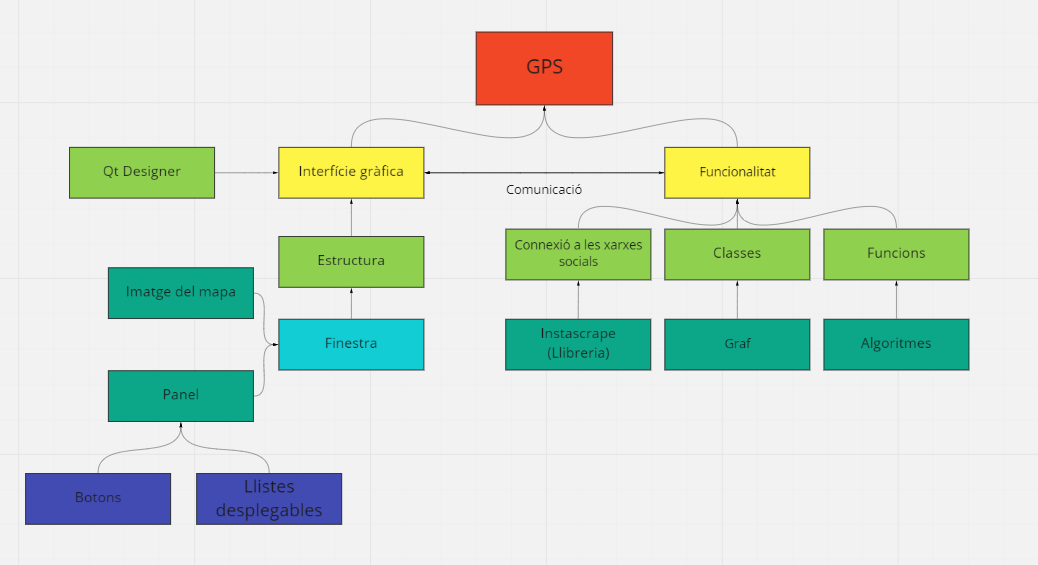 GPS
Qt Designer
Interfície gràfica
Funcionalitat
Comunicació
Estructura
Connexió a les xarxes
socials
Classes
Funcions
Imatge del mapa
Finestra
Instascrape
(Llibreria)
Graf
Algoritmes
Panel
Botons
Llistes
desplegables